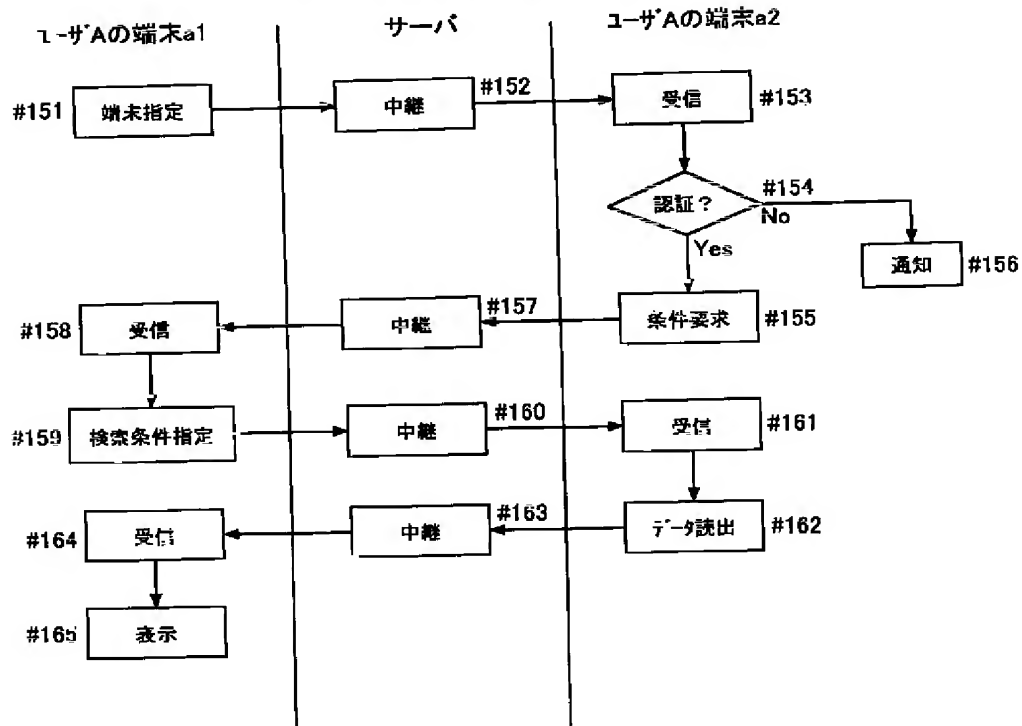 ユーザAの端末a1
サーバ
ユーザAの端末a2
#151 端末指定
中継 #152
受信 #153
認証？ #154
No
Yes
通知 #156
#158 受信
中継 #157
条件要求 #155
#159 検索条件指定
中継 #160
受信 #161
#164 受信
中継 #163
データ読出 #162
#165 表示